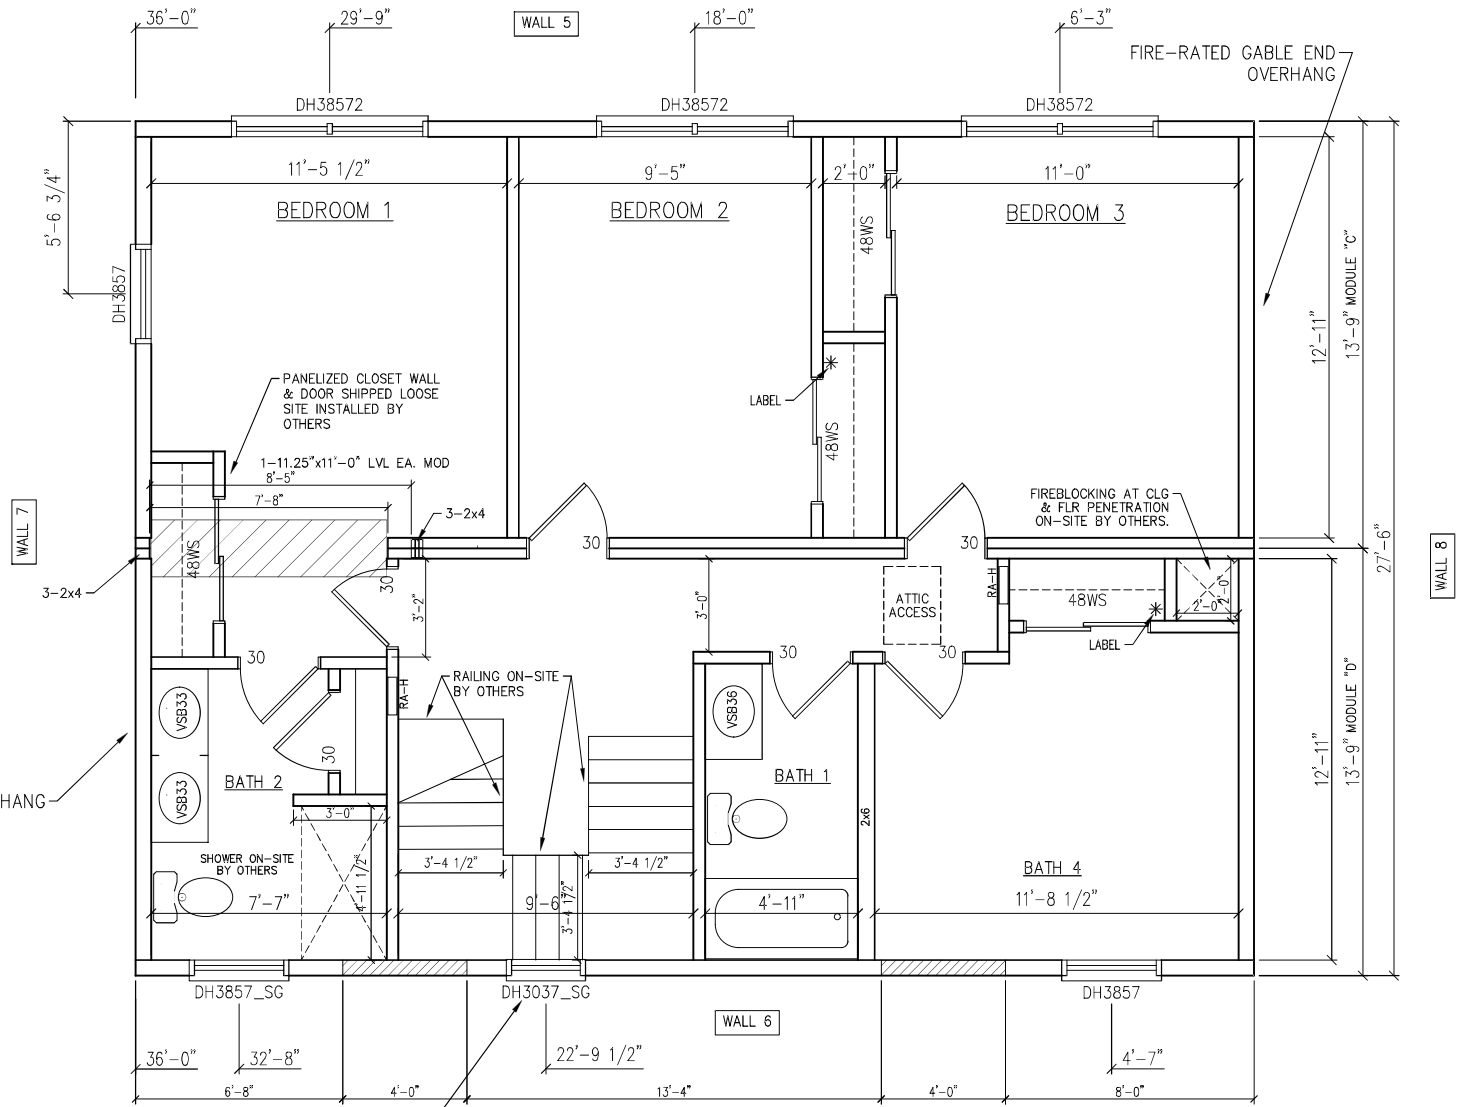 36'-0"
29'-9"
WALL 5
18'-0"
6'-3"
FIRE-RATED GABLE END
OVERHANG
DH38572
DH38572
DH38572
5'-6 3/4"
11'-5 1/2"
9'-5"
2'-0"
11'-0"
BEDROOM 1
BEDROOM 2
BEDROOM 3
48WS
DH3857
12'-11"
13'-9" MODULE "C"
PANELIZED CLOSET WALL
& DOOR SHIPPED LOOSE
SITE INSTALLED BY
OTHERS
LABEL
48WS
1-11.25"x11'-0" LVL EA. MOD
8'-5"
7'-8"
3-2x4
FIREBLOCKING AT CLG
& FLR PENETRATION
ON-SITE BY OTHERS.
WALL 7
48WS
30
30
27'-6"
WALL 8
3-2x4
30
3'-2"
3'-0"
ATTIC
ACCESS
RA-H
48WS
2'-0"
2'-0"
LABEL
30
30
30
RAILING ON-SITE
BY OTHERS
RA-H
VSB33
VSB36
30
BATH 2
BATH 1
VSB33
HANG
3'-0"
2x6
12'-11"
13'-9" MODULE "D"
SHOWER ON-SITE
BY OTHERS
4'-11 1/2"
3'-4 1/2"
3'-4 1/2"
BATH 4
7'-7"
9'-6"
3'-4 1/2"
4'-11"
11'-8 1/2"
DH3857_SG
DH3037_SG
DH3857
WALL 6
36'-0"
32'-8"
22'-9 1/2"
4'-7"
6'-8"
4'-0"
13'-4"
4'-0"
8'-0"